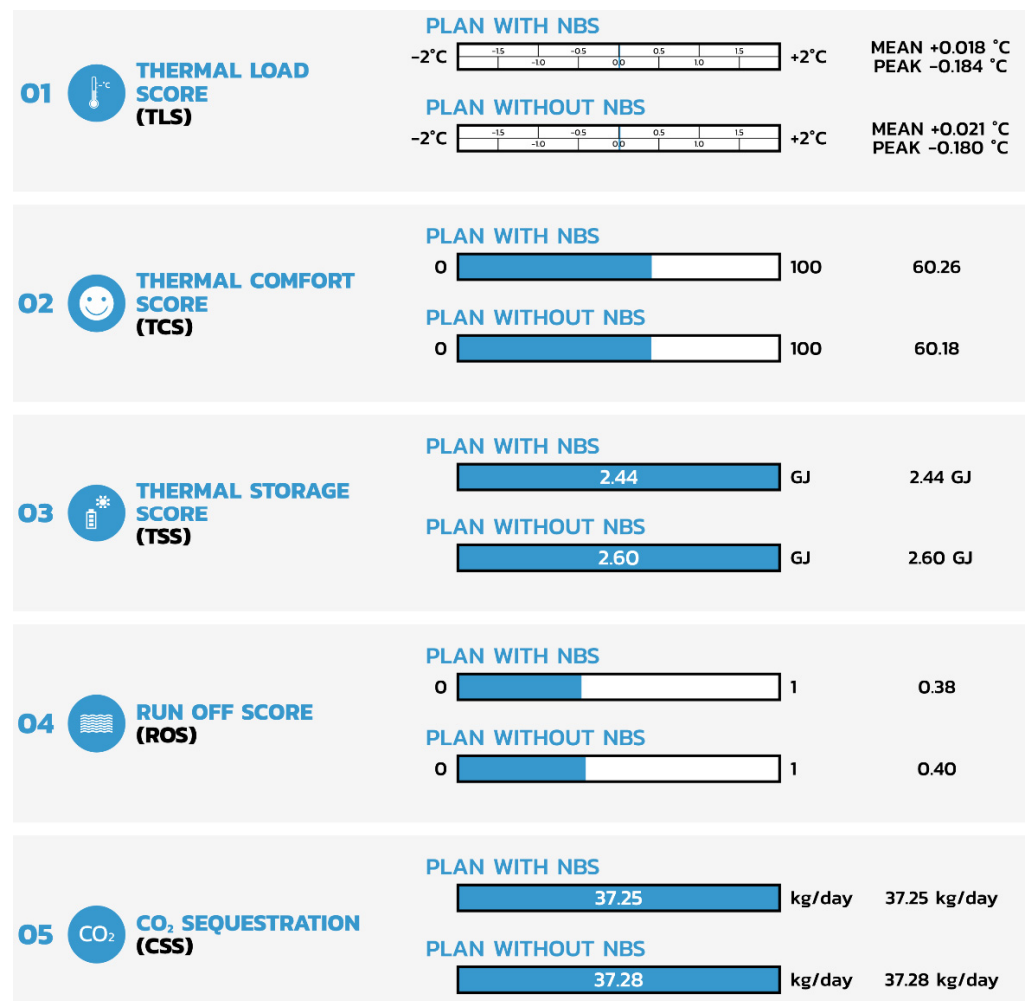 01
-°C
THERMAL LOAD
SCORE
(TLS)
PLAN WITH NBS
-2°C
-1.5
-0.5
0.5
1.5
-1.0
0.0
1.0
+2°C
MEAN +0.018 °C
PEAK -0.184 °C
PLAN WITHOUT NBS
-2°C
-1.5
-0.5
0.5
1.5
-1.0
0.0
1.0
+2°C
MEAN +0.021 °C
PEAK -0.180 °C
02
THERMAL COMFORT
SCORE
(TCS)
PLAN WITH NBS
0
100
60.26
PLAN WITHOUT NBS
0
100
60.18
03
THERMAL STORAGE
SCORE
(TSS)
PLAN WITH NBS
2.44
GJ
2.44 GJ
PLAN WITHOUT NBS
2.60
GJ
2.60 GJ
04
RUN OFF SCORE
(ROS)
PLAN WITH NBS
0
1
0.38
PLAN WITHOUT NBS
0
1
0.40
05
CO₂
CO₂ SEQUESTRATION
(CSS)
PLAN WITH NBS
37.25
kg/day
37.25 kg/day
PLAN WITHOUT NBS
37.28
kg/day
37.28 kg/day